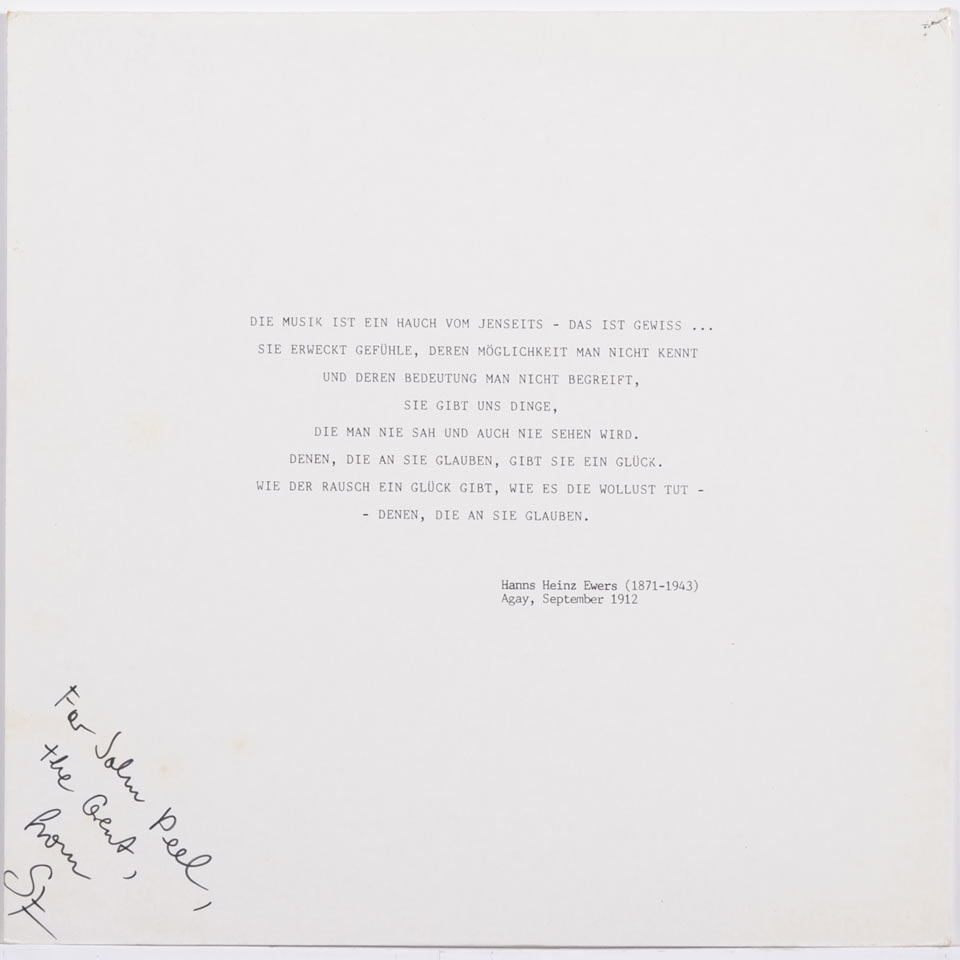 DIE MUSIK IST EIN HAUCH VOM JENSEITS - DAS IST GEWISS ...
SIE ERWECKT GEFÜHLE, DEREN MÖGLICHKEIT MAN NICHT KENNT
UND DEREN BEDEUTUNG MAN NICHT BEGREIFT,
SIE GIBT UNS DINGE,
DIE MAN NIE SAH UND AUCH NIE SEHEN WIRD.
DENEN, DIE AN SIE GLAUBEN, GIBT SIE EIN GLÜCK.
WIE DER RAUSCH EIN GLÜCK GIBT, WIE ES DIE WOLLUST TUT -
- DENEN, DIE AN SIE GLAUBEN.
Hanns Heinz Ewers (1871-1943)
Agay, September 1912
For John Peel,
the Gent,
from